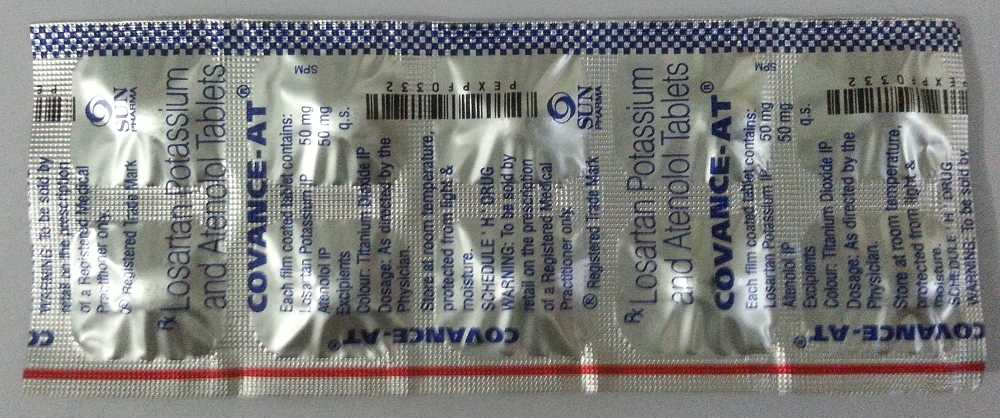 WARNING: To be sold by
retail on the prescription
of a Registered Medical
Practitioner only.
® Registered Trade Mark
SUN
PHARMA
Rx Losartan Potassium
and Atenolol Tablets
COVANCE-AT®
Each film coated tablet contains:
Losartan Potassium IP 50 mg
Atenolol IP 50 mg
Excipients q.s.
Colour: Titanium Dioxide IP
Dosage: As directed by the
Physician.
Store at room temperature,
protected from light &
moisture.
SCHEDULE 'H' DRUG
WARNING: To be sold by
retail on the prescription
of a Registered Medical
Practitioner only.
® Registered Trade Mark
SPM
PEXPF0332
SUN
PHARMA
COVANCE-AT®
Rx Losartan Potassium
and Atenolol Tablets
COVANCE-AT®
Each film coated tablet contains:
Losartan Potassium IP 50 mg
Atenolol IP 50 mg
Excipients q.s.
Colour: Titanium Dioxide IP
Dosage: As directed by the
Physician.
Store at room temperature,
protected from light &
moisture.
SCHEDULE 'H' DRUG
WARNING: To be sold by
SPM
EXPF0332
COVANCE-AT®